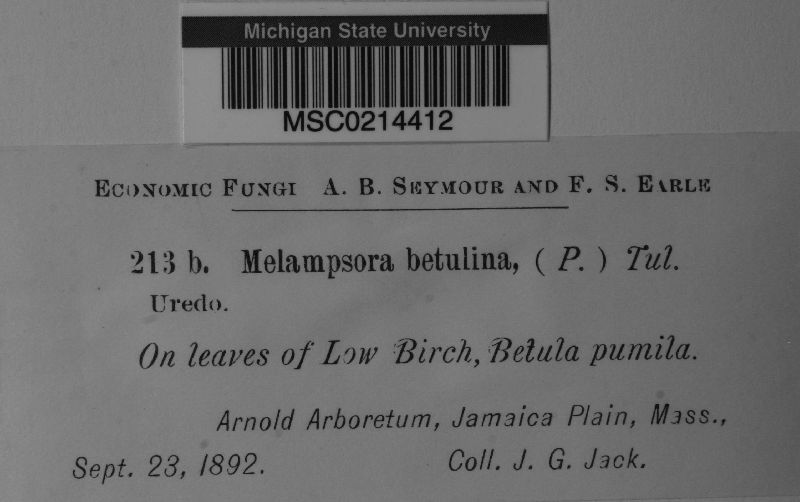 Michigan State University
MSC0214412
ECONOMIC FUNGI A. B. SEYMOUR AND F. S. EARLE
213 b. Melampsora betulina, ( P. ) Tul.
Uredo.
On leaves of Low Birch, Betula pumila.
Arnold Arboretum, Jamaica Plain, Mass.,
Sept. 23, 1892. Coll. J. G. Jack.